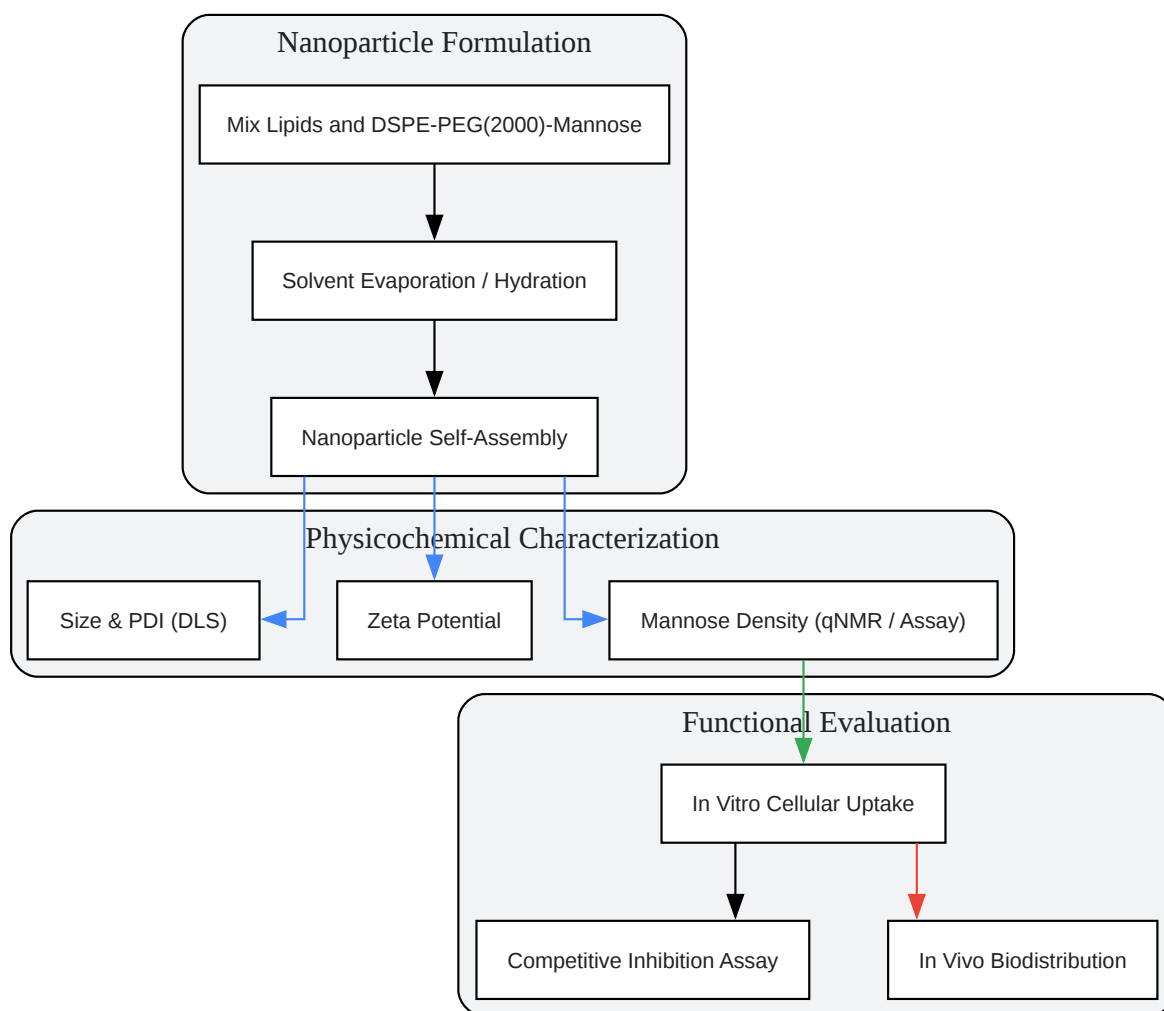 Nanoparticle Formulation
Mix Lipids and DSPE-PEG(2000)-Mannose
Solvent Evaporation / Hydration
Nanoparticle Self-Assembly
Physicochemical Characterization
Size & PDI (DLS)
Zeta Potential
Mannose Density (qNMR / Assay)
Functional Evaluation
In Vitro Cellular Uptake
Competitive Inhibition Assay
In Vivo Biodistribution